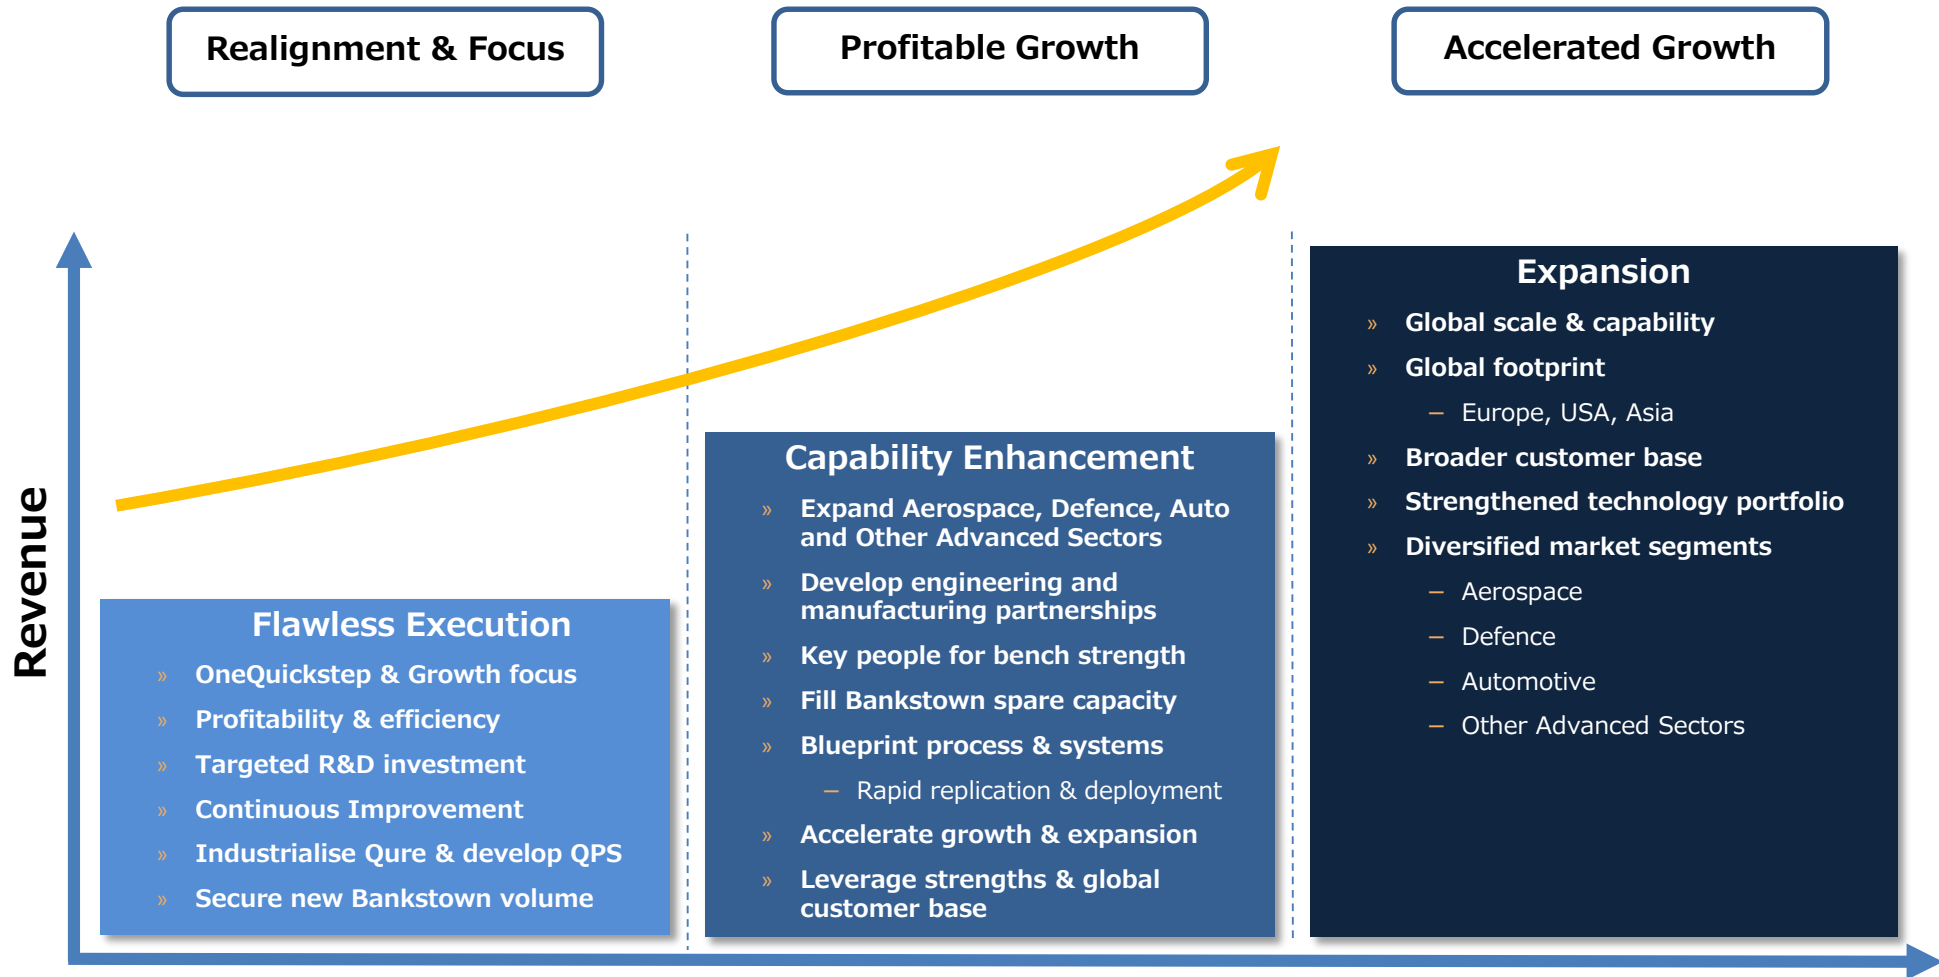 Realignment & Focus
Profitable Growth
Accelerated Growth
Revenue
Flawless Execution
» OneQuickstep & Growth focus
» Profitability & efficiency
» Targeted R&D investment
» Continuous Improvement
» Industrialise Qure & develop QPS
» Secure new Bankstown volume
Capability Enhancement
» Expand Aerospace, Defence, Auto
and Other Advanced Sectors
» Develop engineering and
manufacturing partnerships
» Key people for bench strength
» Fill Bankstown spare capacity
» Blueprint process & systems
– Rapid replication & deployment
» Accelerate growth & expansion
» Leverage strengths & global
customer base
Expansion
» Global scale & capability
» Global footprint
– Europe, USA, Asia
» Broader customer base
» Strengthened technology portfolio
» Diversified market segments
– Aerospace
– Defence
– Automotive
– Other Advanced Sectors